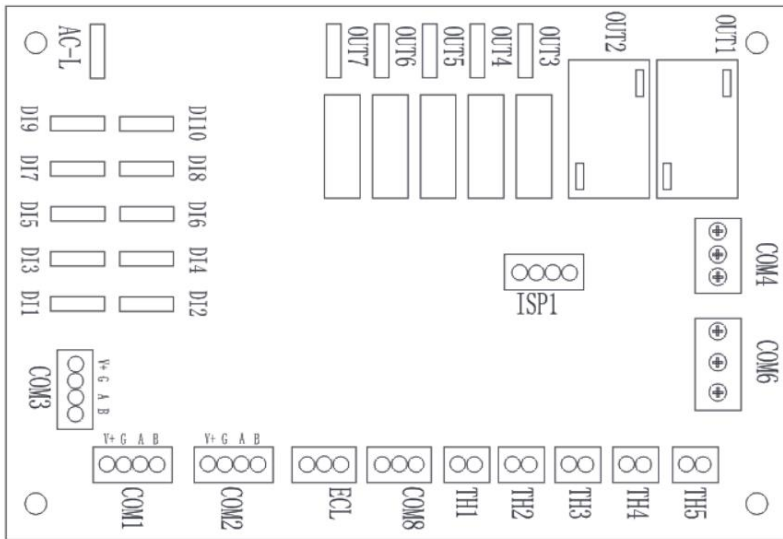 AC-L
OUT7
OUT6
OUT5
OUT4
OUT3
OUT2
OUT1
DI9
DI10
DI7
DI8
DI5
DI6
DI3
DI4
DI1
DI2
ISP1
COM4
COM6
COM3
V+ G A B
V+ G A B
V+ G A B
COM1
COM2
ECL
COM8
TH1
TH2
TH3
TH4
TH5